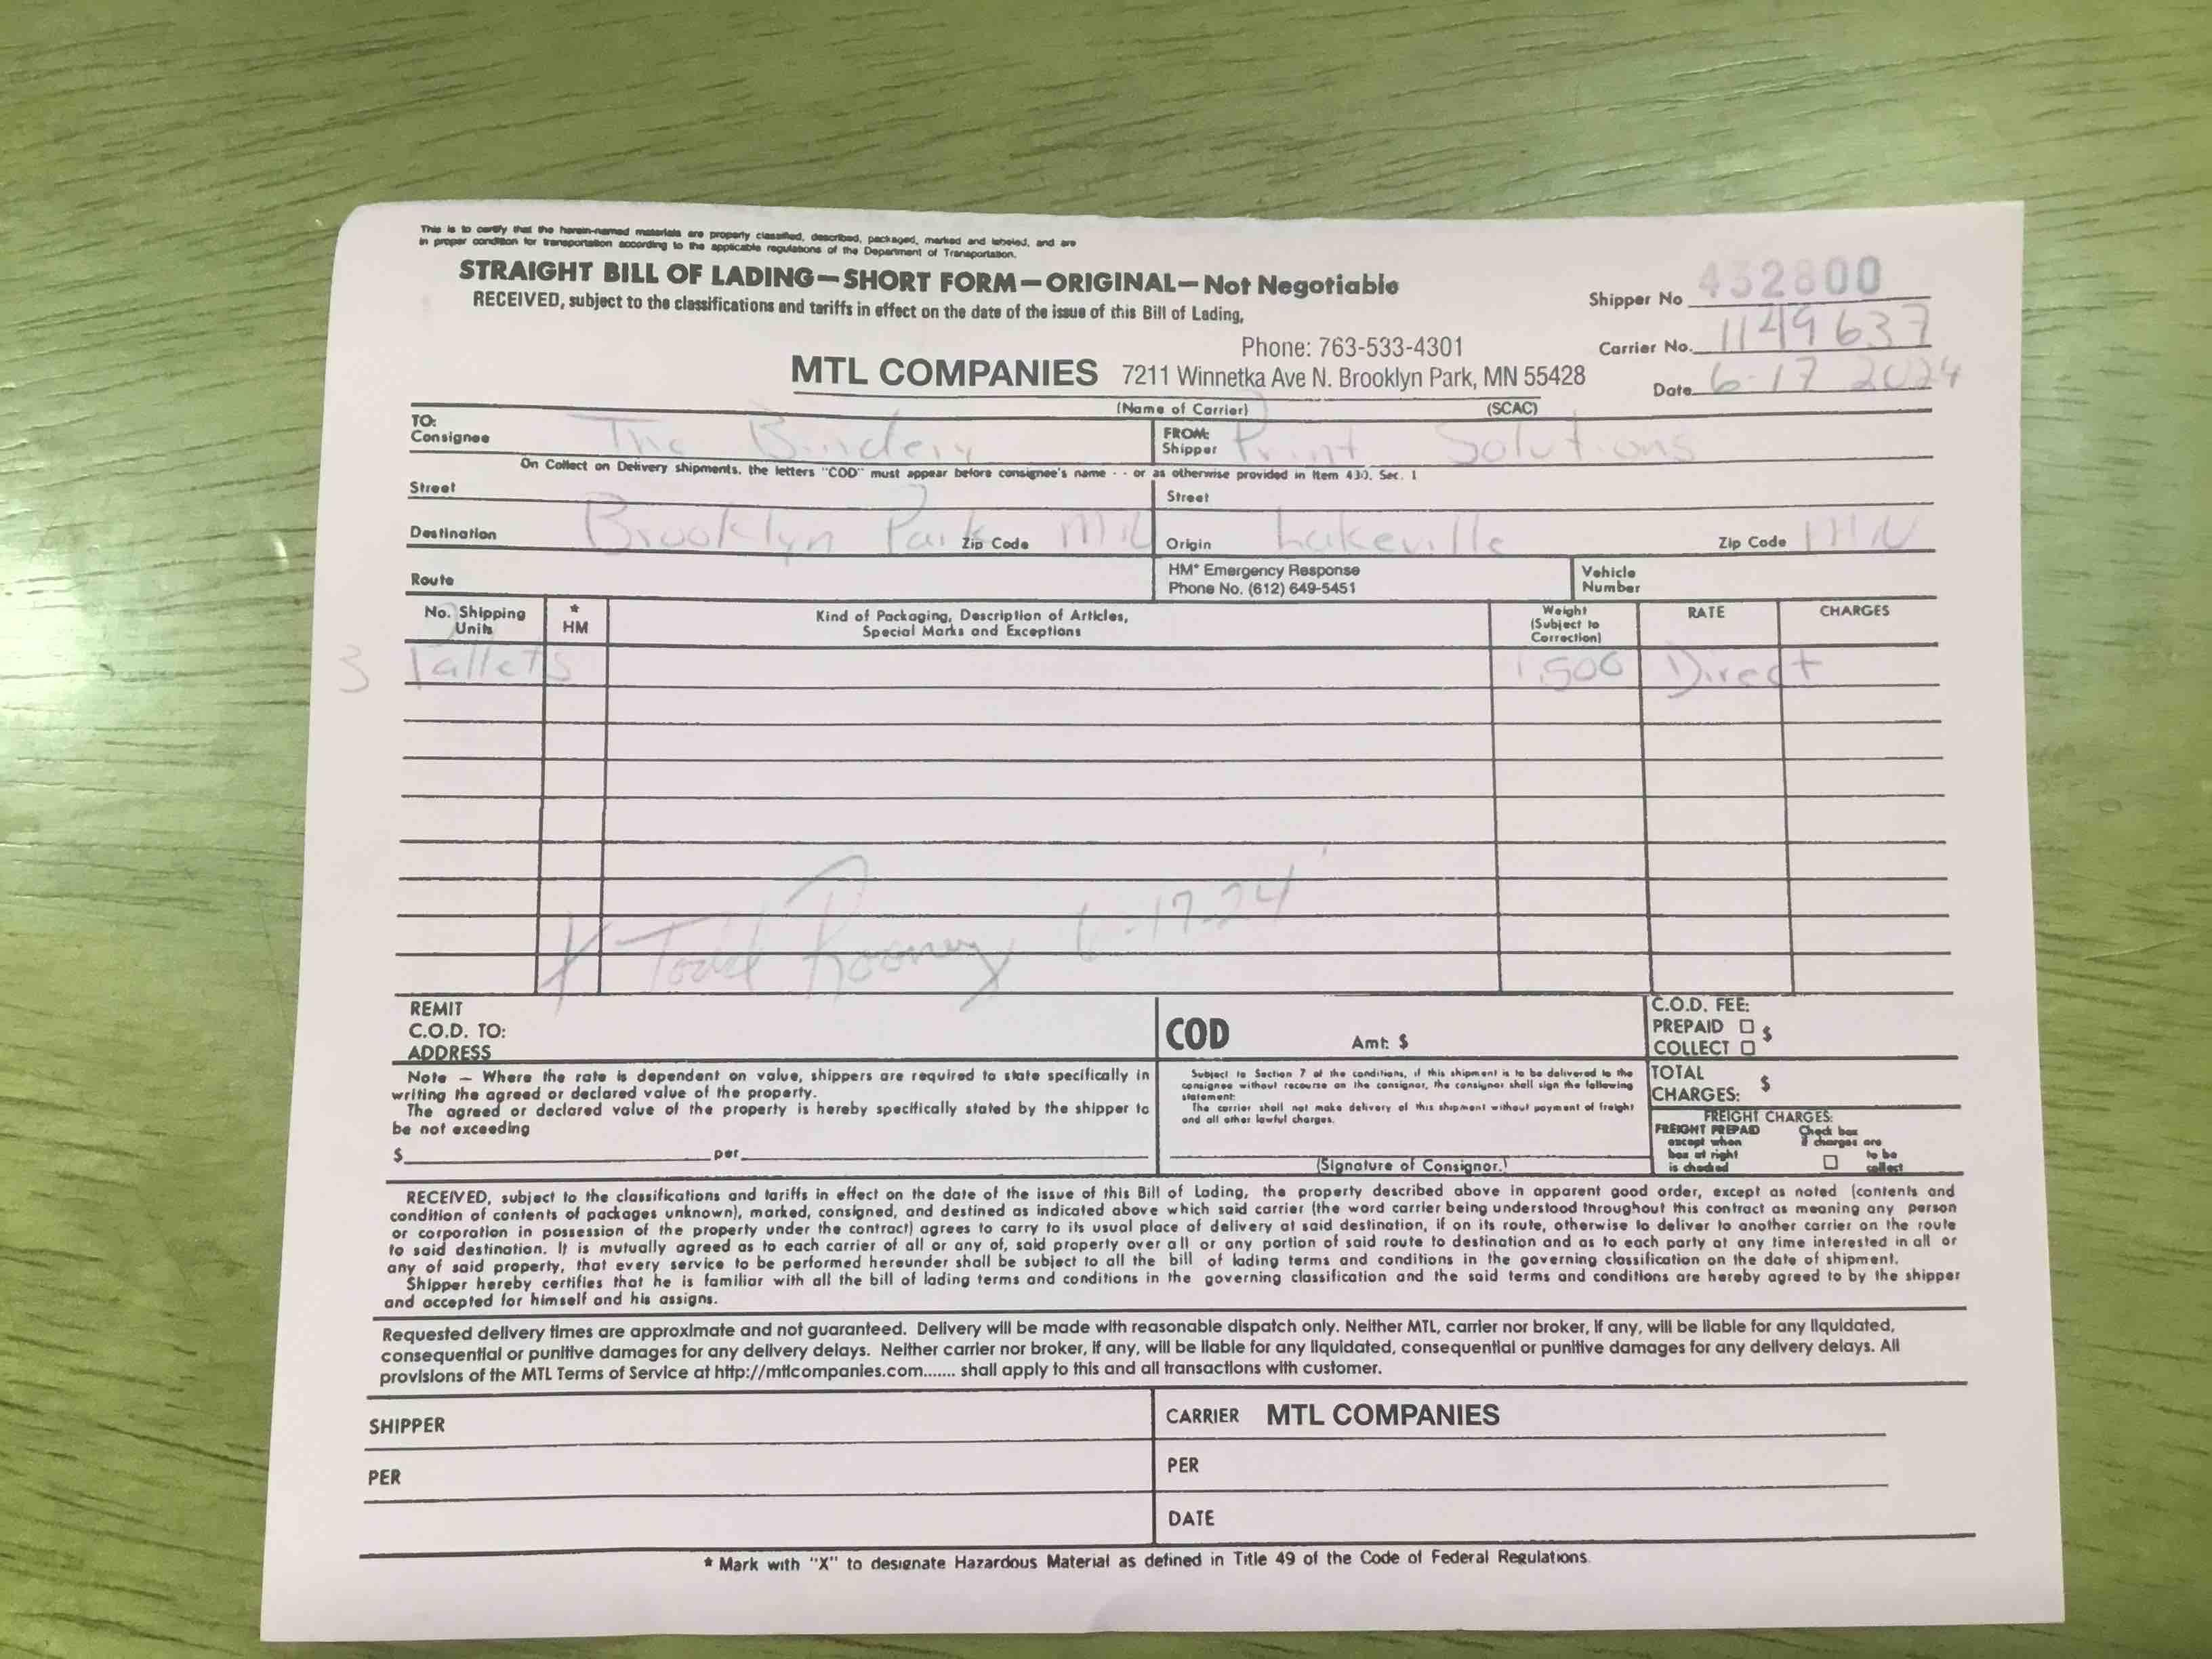 This is to certify that the herein-named materials are properly classified, described, packaged, marked and labeled, and are
in proper condition for transportation according to the applicable regulations of the Department of Transportation.
STRAIGHT BILL OF LADING—SHORT FORM—ORIGINAL—Not Negotiable
RECEIVED, subject to the classifications and tariffs in effect on the date of the issue of this Bill of Lading,
Shipper No 432800
Carrier No. 1149637
Date 6-17 2024
Phone: 763-533-4301
MTL COMPANIES 7211 Winnetka Ave N. Brooklyn Park, MN 55428
(Name of Carrier) (SCAC)
TO:
Consignee The Bindery
FROM:
Shipper Print Solutions
On Collect on Delivery shipments, the letters "COD" must appear before consignee's name - - or as otherwise provided in Item 430, Sec. 1
Street
Street
Destination Brooklyn Park Zip Code MN
Origin Lakeville Zip Code MN
Route
HM* Emergency Response
Phone No. (612) 649-5451
Vehicle
Number
No. Shipping
Units
*
HM
Kind of Packaging, Description of Articles,
Special Marks and Exceptions
Weight
(Subject to
Correction)
RATE
CHARGES
3 Pallets 1,500 Direct
X Todd Rooney 6-17-24
REMIT
C.O.D. TO:
ADDRESS
COD Amt: $
C.O.D. FEE:
PREPAID ☐ $
COLLECT ☐
Note — Where the rate is dependent on value, shippers are required to state specifically in
writing the agreed or declared value of the property.
The agreed or declared value of the property is hereby specifically stated by the shipper to
be not exceeding
$ per
Subject to Section 7 of the conditions, if this shipment is to be delivered to the
consignee without recourse on the consignor, the consignor shall sign the following
statement:
The carrier shall not make delivery of this shipment without payment of freight
and all other lawful charges.
(Signature of Consignor.)
TOTAL
CHARGES: $
FREIGHT CHARGES:
FREIGHT PREPAID
except when
box at right
is checked
Check box
if charges are
to be
collect
RECEIVED, subject to the classifications and tariffs in effect on the date of the issue of this Bill of Lading, the property described above in apparent good order, except as noted (contents and
condition of contents of packages unknown), marked, consigned, and destined as indicated above which said carrier (the word carrier being understood throughout this contract as meaning any person
or corporation in possession of the property under the contract) agrees to carry to its usual place of delivery at said destination, if on its route, otherwise to deliver to another carrier on the route
to said destination. It is mutually agreed as to each carrier of all or any of, said property over all or any portion of said route to destination and as to each party at any time interested in all or
any of said property, that every service to be performed hereunder shall be subject to all the bill of lading terms and conditions in the governing classification on the date of shipment.
Shipper hereby certifies that he is familiar with all the bill of lading terms and conditions in the governing classification and the said terms and conditions are hereby agreed to by the shipper
and accepted for himself and his assigns.
Requested delivery times are approximate and not guaranteed. Delivery will be made with reasonable dispatch only. Neither MTL, carrier nor broker, if any, will be liable for any liquidated,
consequential or punitive damages for any delivery delays. Neither carrier nor broker, if any, will be liable for any liquidated, consequential or punitive damages for any delivery delays. All
provisions of the MTL Terms of Service at http://mtlcompanies.com....... shall apply to this and all transactions with customer.
SHIPPER
CARRIER MTL COMPANIES
PER
PER
DATE
* Mark with "X" to designate Hazardous Material as defined in Title 49 of the Code of Federal Regulations.